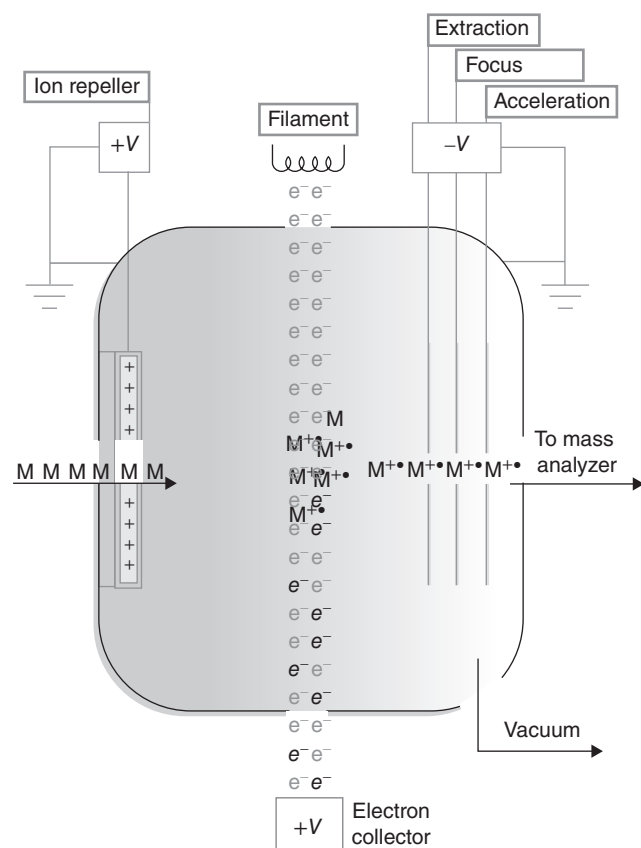 Extraction
Focus
Acceleration
Ion repeller
+V
Filament
−V
e⁻ e⁻
e⁻ e⁻
e⁻ e⁻
e⁻ e⁻
e⁻ e⁻
e⁻ e⁻
e⁻ e⁻
e⁻ e⁻
e⁻ e⁻ M
+
+
+
+
M⁺•
M⁺•
M M M M M M
M⁺• M⁺•
M⁺• M⁺• M⁺• M⁺•
To mass
analyzer
+
+
+
+
e⁻ e⁻
M⁺•
e⁻ e⁻
e⁻ e⁻
e⁻ e⁻
e⁻ e⁻
e⁻ e⁻
e⁻ e⁻
e⁻ e⁻
e⁻ e⁻
e⁻ e⁻
e⁻ e⁻
Vacuum
+V
Electron
collector